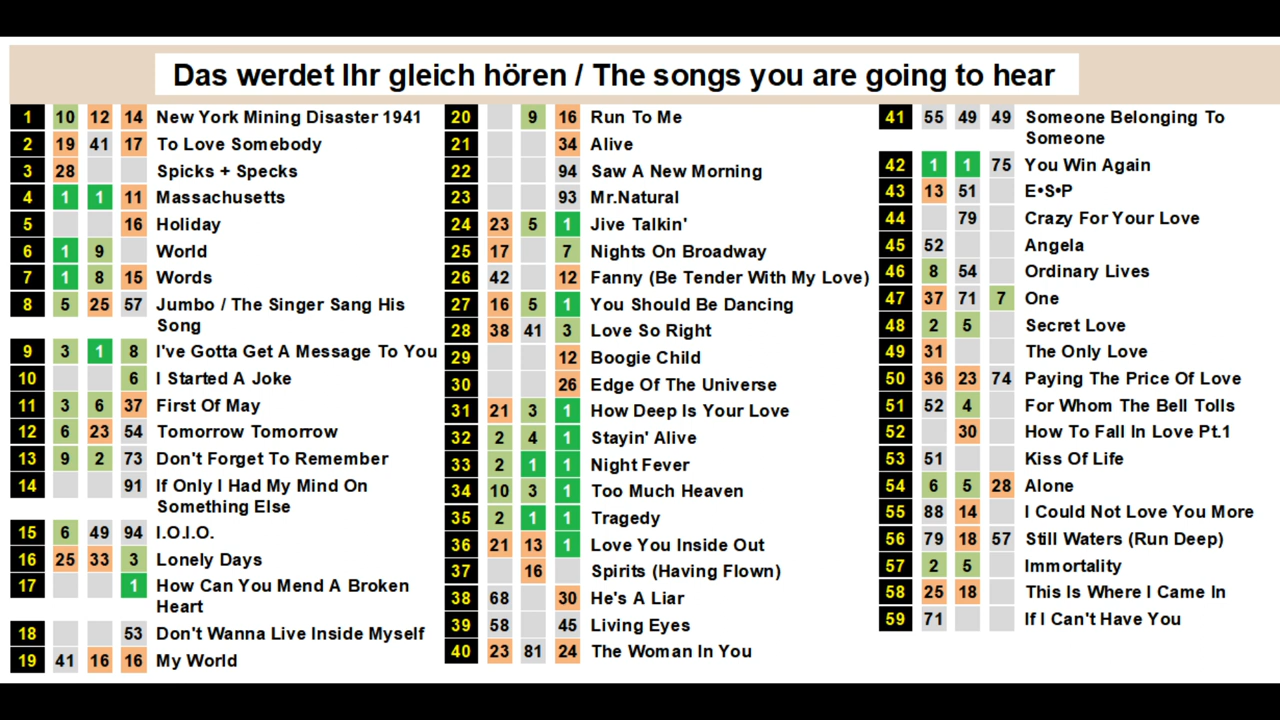 Das werdet Ihr gleich hören / The songs you are going to hear
1 10 12 14 New York Mining Disaster 1941
2 19 41 17 To Love Somebody
3 28 Spicks + Specks
4 1 1 11 Massachusetts
5 16 Holiday
6 1 9 World
7 1 8 15 Words
8 5 25 57 Jumbo / The Singer Sang His
Song
9 3 1 8 I've Gotta Get A Message To You
10 6 I Started A Joke
11 3 6 37 First Of May
12 6 23 54 Tomorrow Tomorrow
13 9 2 73 Don't Forget To Remember
14 91 If Only I Had My Mind On
Something Else
15 6 49 94 I.O.I.O.
16 25 33 3 Lonely Days
17 1 How Can You Mend A Broken
Heart
18 53 Don't Wanna Live Inside Myself
19 41 16 16 My World
20 9 16 Run To Me
21 34 Alive
22 94 Saw A New Morning
23 93 Mr.Natural
24 23 5 1 Jive Talkin'
25 17 7 Nights On Broadway
26 42 12 Fanny (Be Tender With My Love)
27 16 5 1 You Should Be Dancing
28 38 41 3 Love So Right
29 12 Boogie Child
30 26 Edge Of The Universe
31 21 3 1 How Deep Is Your Love
32 2 4 1 Stayin' Alive
33 2 1 1 Night Fever
34 10 3 1 Too Much Heaven
35 2 1 1 Tragedy
36 21 13 1 Love You Inside Out
37 16 Spirits (Having Flown)
38 68 30 He's A Liar
39 58 45 Living Eyes
40 23 81 24 The Woman In You
41 55 49 49 Someone Belonging To
Someone
42 1 1 75 You Win Again
43 13 51 E•S•P
44 79 Crazy For Your Love
45 52 Angela
46 8 54 Ordinary Lives
47 37 71 7 One
48 2 5 Secret Love
49 31 The Only Love
50 36 23 74 Paying The Price Of Love
51 52 4 For Whom The Bell Tolls
52 30 How To Fall In Love Pt.1
53 51 Kiss Of Life
54 6 5 28 Alone
55 88 14 I Could Not Love You More
56 79 18 57 Still Waters (Run Deep)
57 2 5 Immortality
58 25 18 This Is Where I Came In
59 71 If I Can't Have You